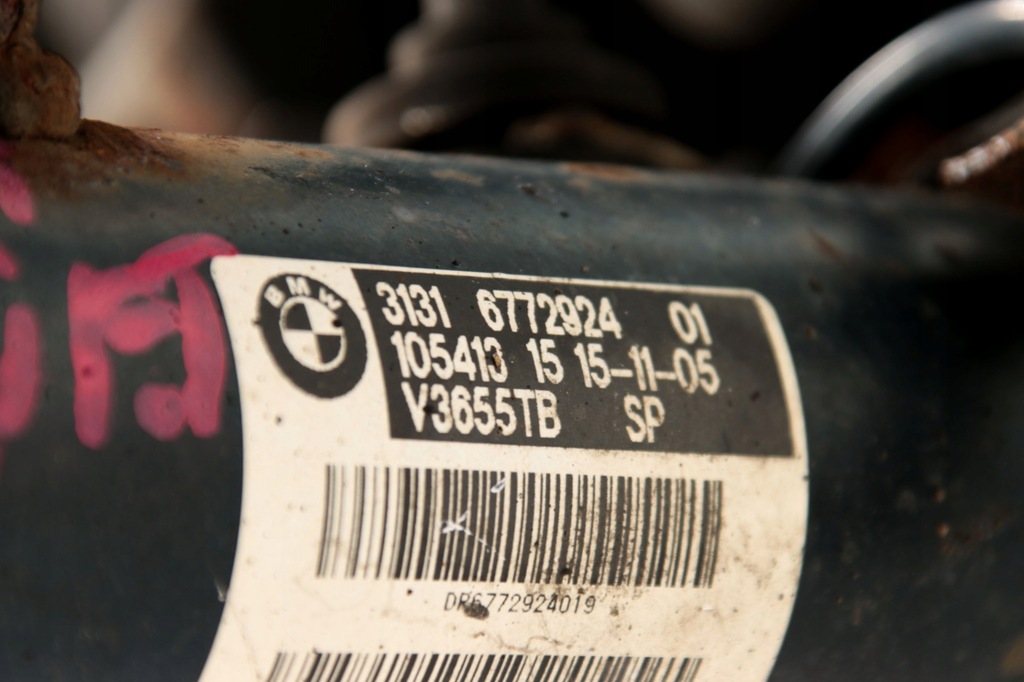 BMW
3131 6772924 01
105413 15 15-11-05
V3655TB SP
DP6772924019